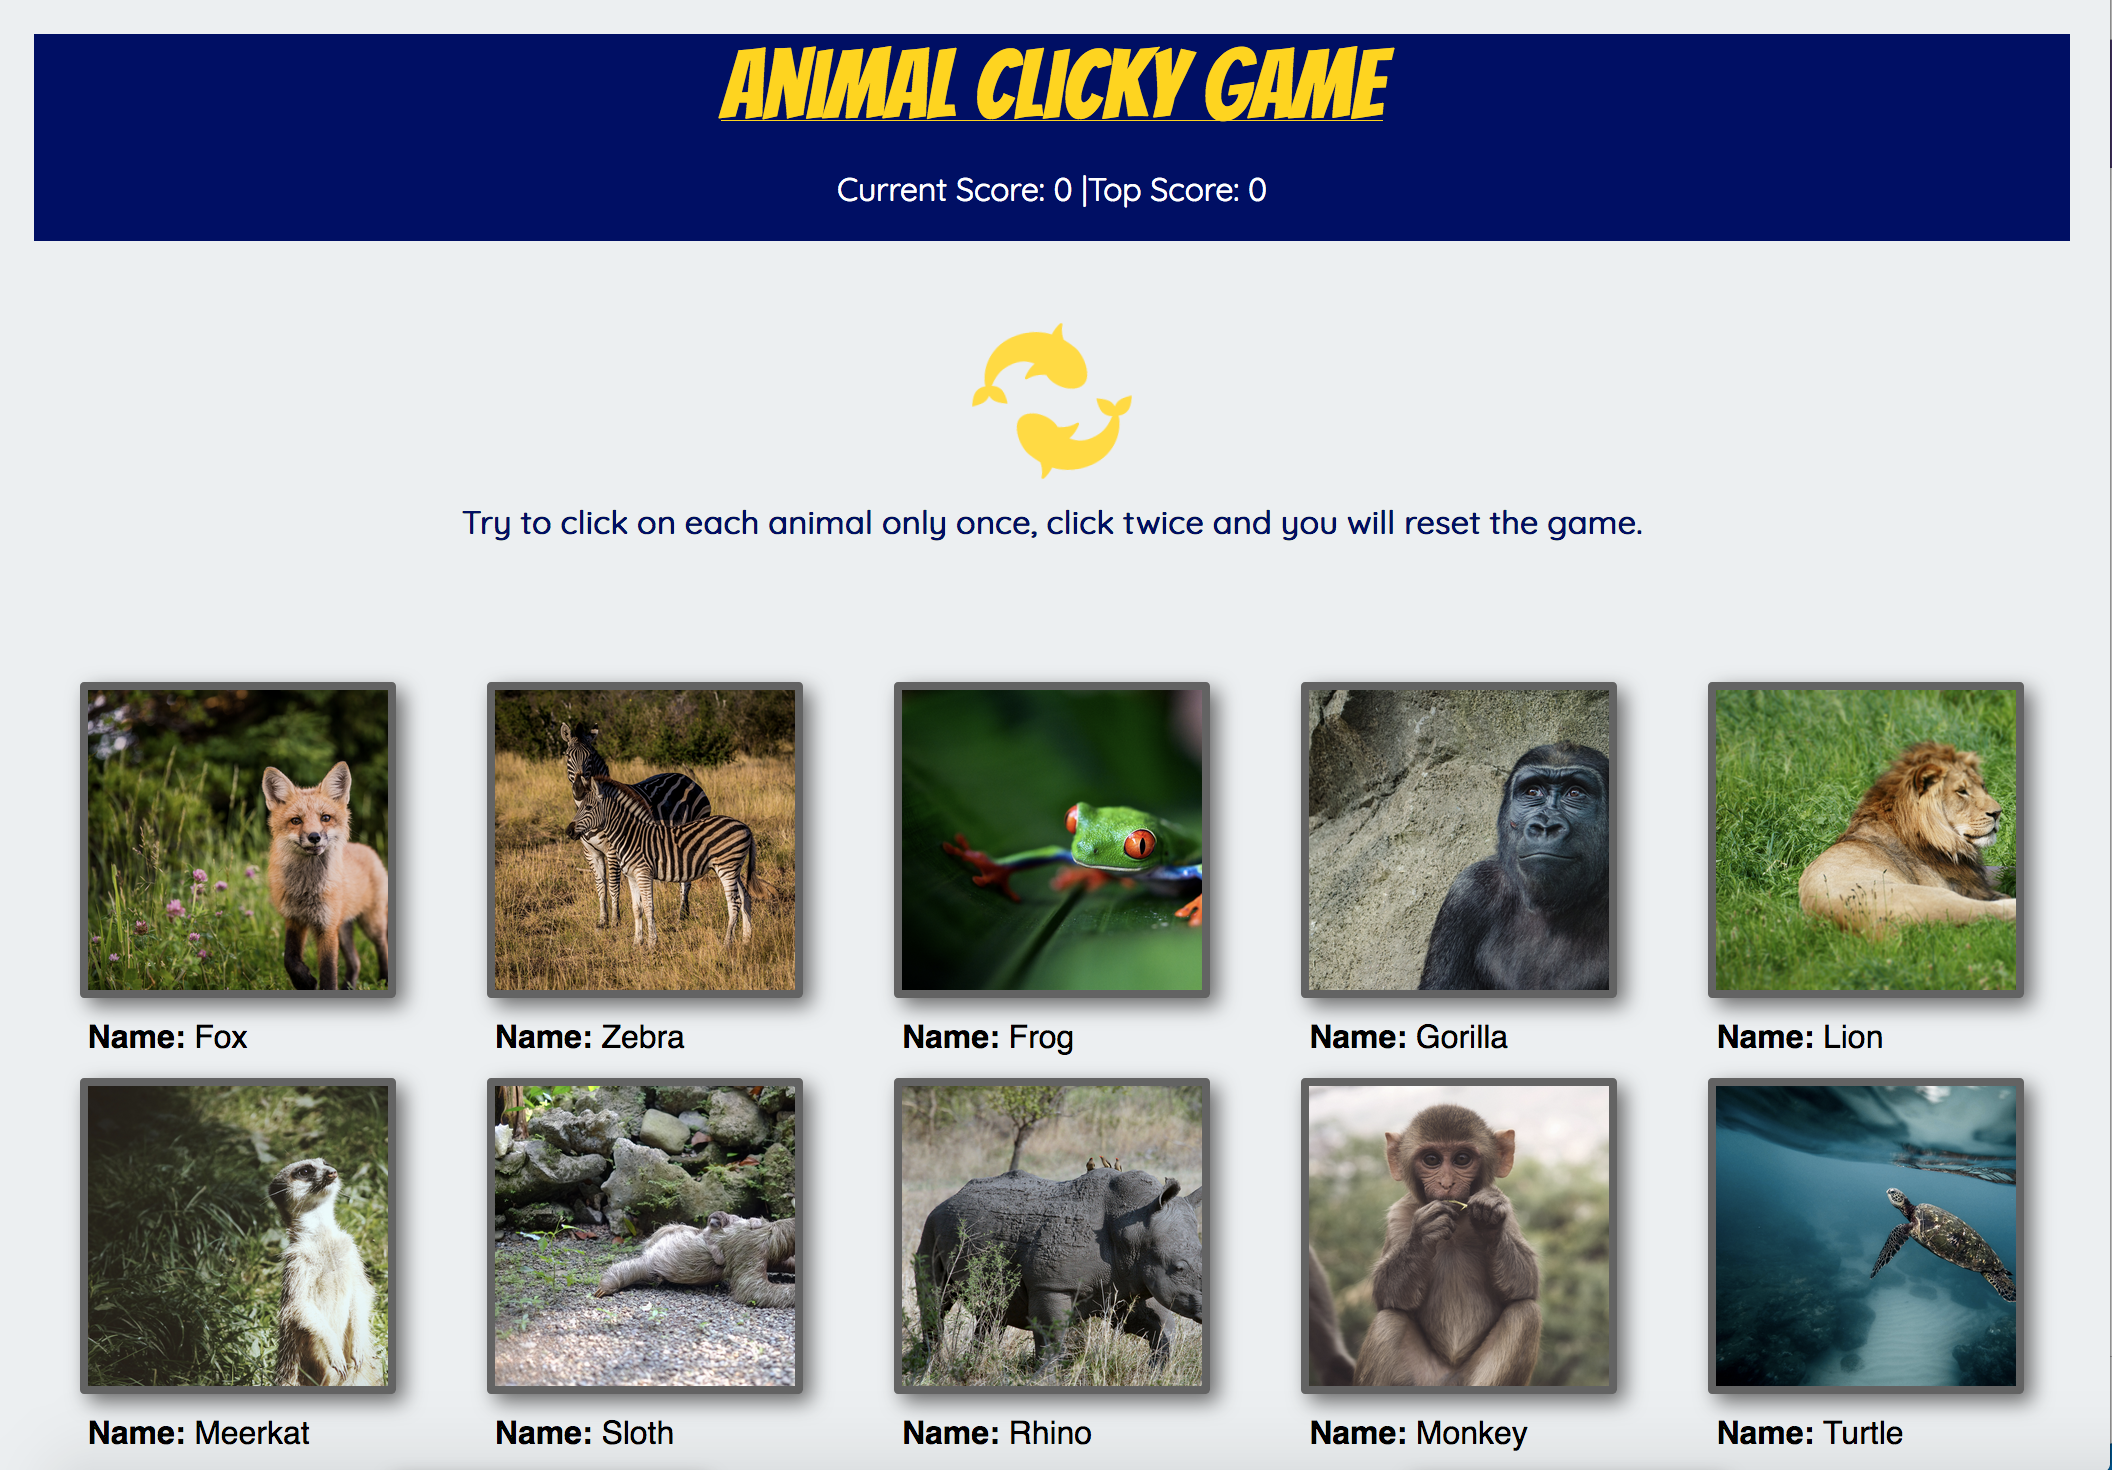 ANIMAL CLICKY GAME
Current Score: 0 |Top Score: 0
Try to click on each animal only once, click twice and you will reset the game.
Name: Fox
Name: Zebra
Name: Frog
Name: Gorilla
Name: Lion
Name: Meerkat
Name: Sloth
Name: Rhino
Name: Monkey
Name: Turtle